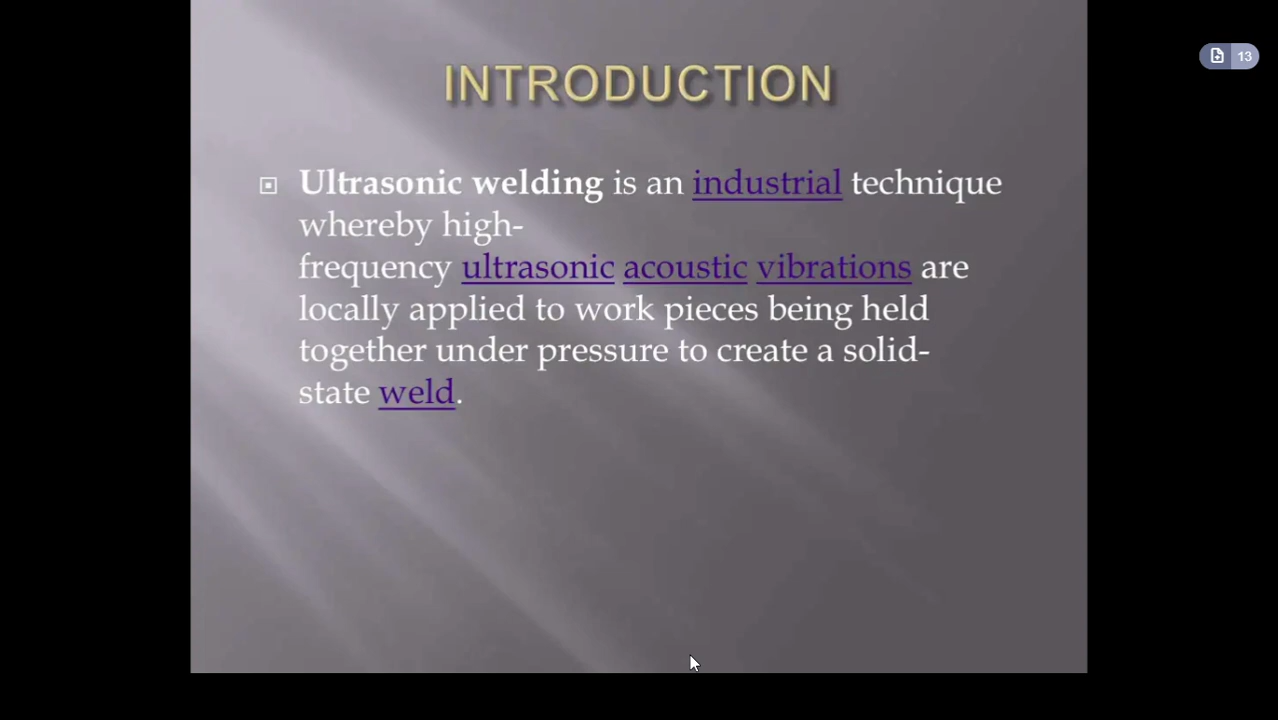 13
INTRODUCTION
Ultrasonic welding is an industrial technique
whereby high-
frequency ultrasonic acoustic vibrations are
locally applied to work pieces being held
together under pressure to create a solid-
state weld.